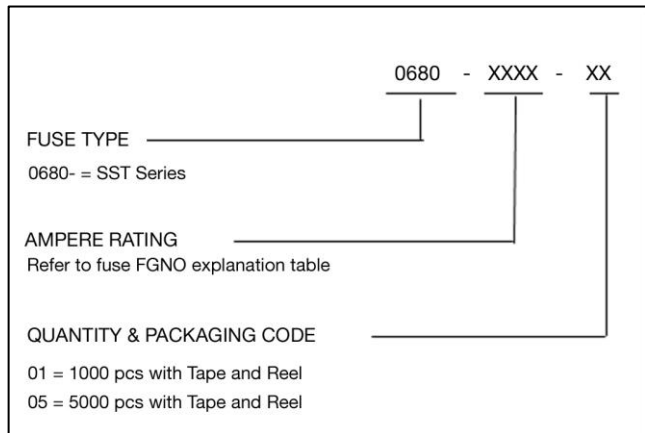 0680 - XXXX - XX
FUSE TYPE
0680- = SST Series
AMPERE RATING
Refer to fuse FGNO explanation table
QUANTITY & PACKAGING CODE
01 = 1000 pcs with Tape and Reel
05 = 5000 pcs with Tape and Reel